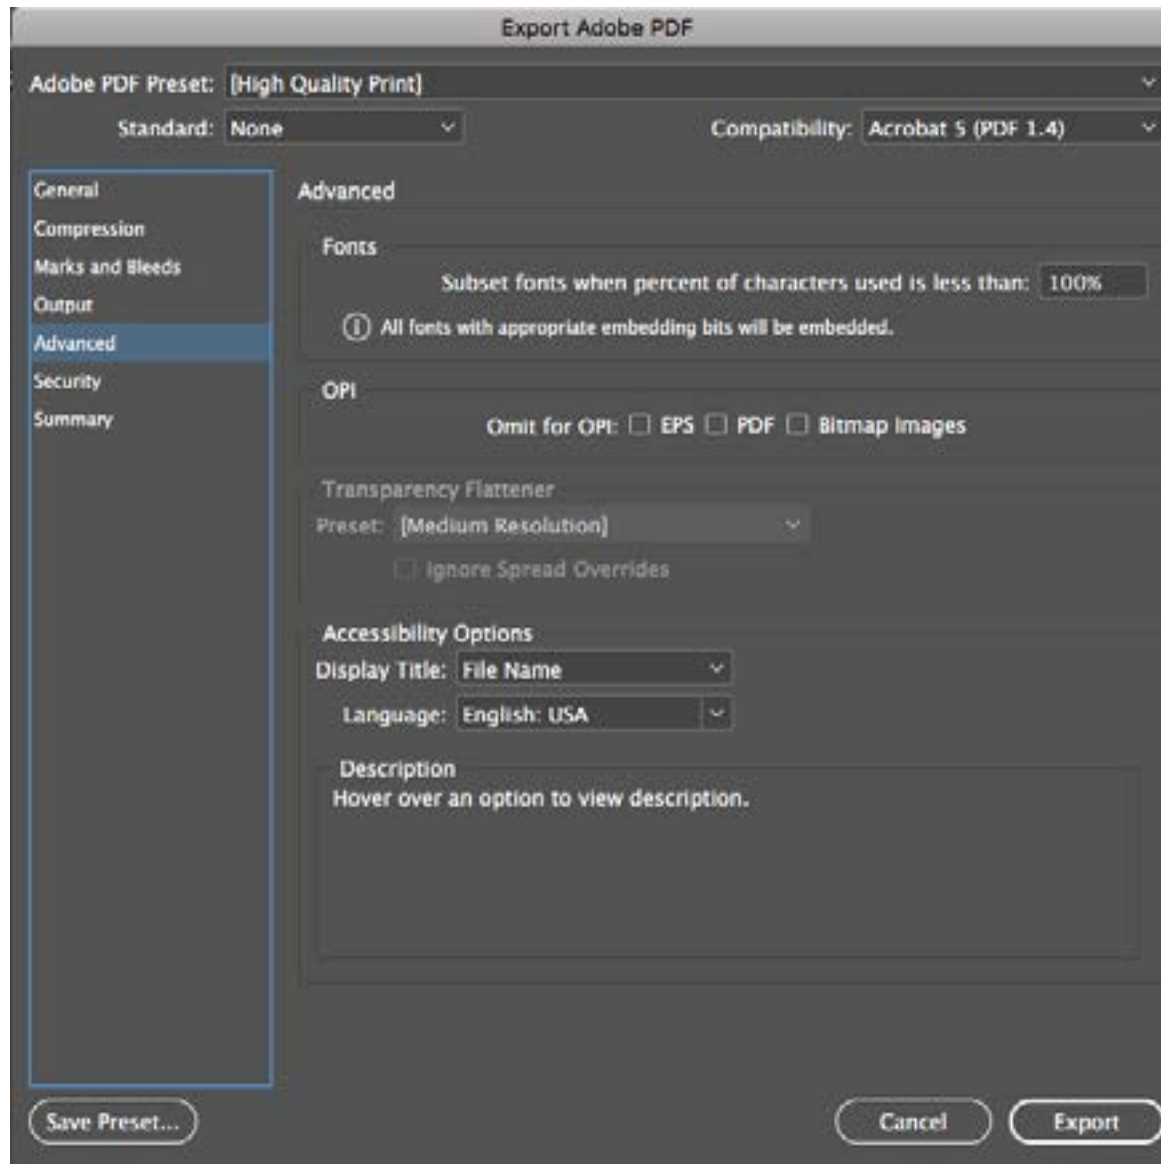 Export Adobe PDF
Adobe PDF Preset: [High Quality Print]
Standard: None Compatibility: Acrobat 5 (PDF 1.4)
General
Compression
Marks and Bleeds
Output
Advanced
Security
Summary
Advanced
Fonts
Subset fonts when percent of characters used is less than: 100%
All fonts with appropriate embedding bits will be embedded.
OPI
Omit for OPI: EPS PDF Bitmap Images
Transparency Flattener
Preset: [Medium Resolution]
Ignore Spread Overrides
Accessibility Options
Display Title: File Name
Language: English: USA
Description
Hover over an option to view description.
Save Preset... Cancel Export